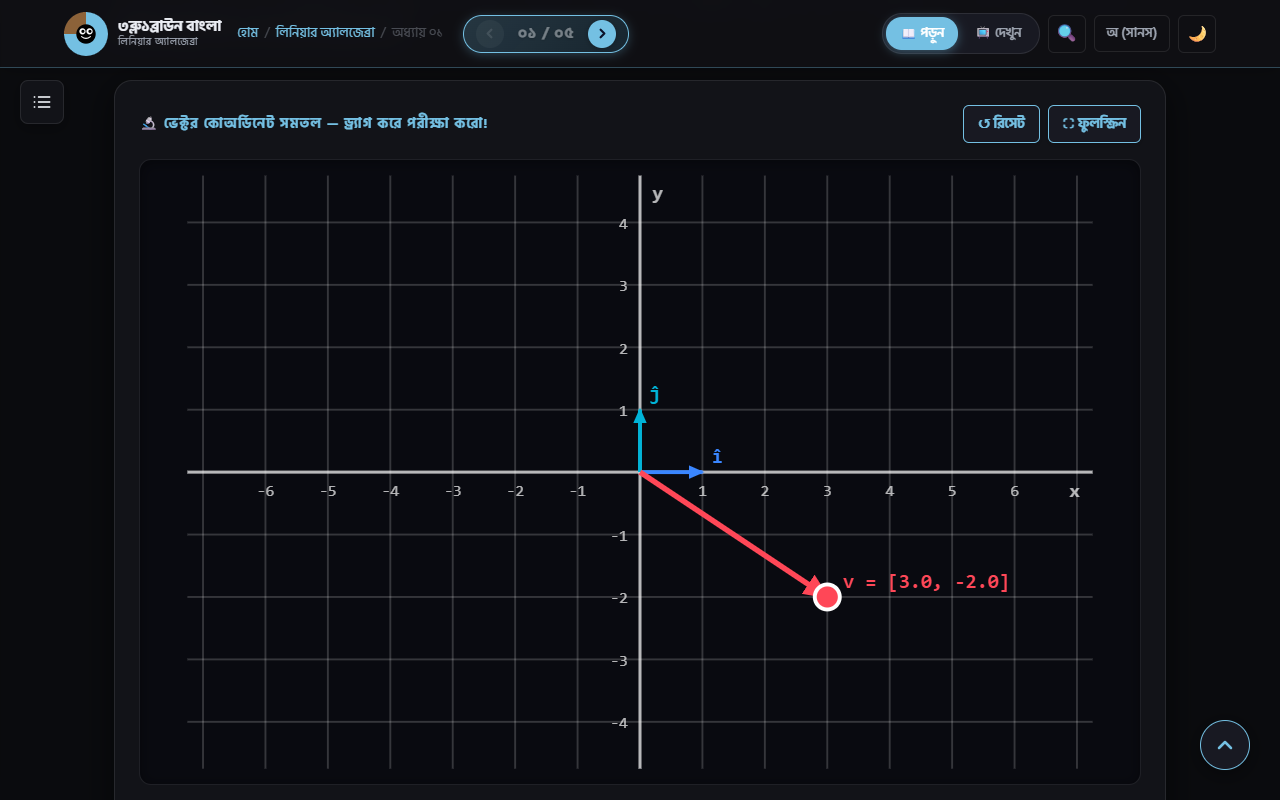 ৩ব্লু১ব্রাউন বাংলা
লিনিয়ার অ্যালজেব্রা
হোম / লিনিয়ার অ্যালজেব্রা / অধ্যায় ০১
০১ / ০৫
পড়ুন
দেখুন
অ (সানস)
ভেক্টর কোঅর্ডিনেট সমতল — ড্র্যাগ করে পরীক্ষা করো!
↺ রিসেট
⛶ ফুলস্ক্রিন
y
4
3
2
ĵ
1
î
-6 -5 -4 -3 -2 -1 1 2 3 4 5 6 x
-1
v = [3.0, -2.0]
-2
-3
-4